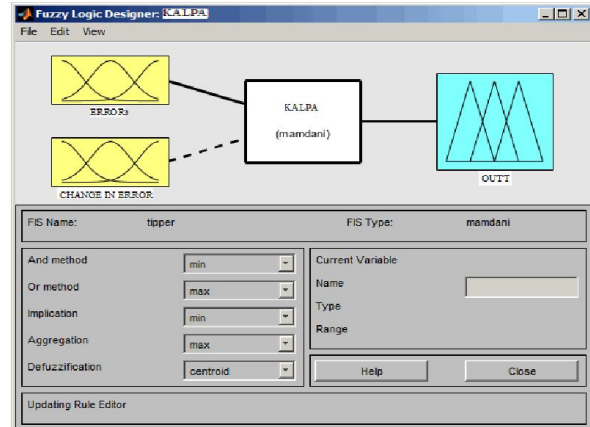 Fuzzy Logic Designer: KALPA
File Edit View
ERRORs
KALPA
(mamdani)
CHANGE IN ERROR
OUTT
FIS Name: tipper FIS Type: mamdani
And method min
Or method max
Implication min
Aggregation max
Defuzzification centroid
Current Variable
Name
Type
Range
Help Close
Updating Rule Editor